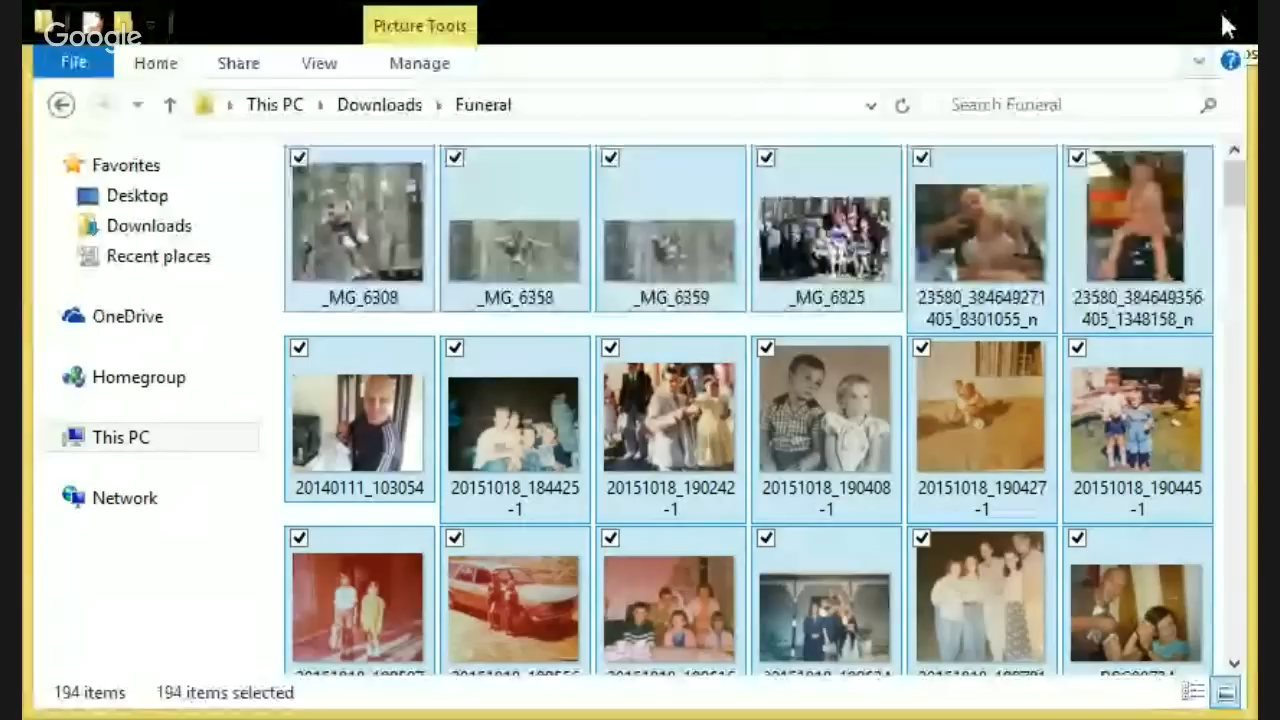 Google
Picture Tools
File Home Share View Manage
This PC Downloads Funeral
Search Funeral
Favorites
Desktop
Downloads
Recent places
OneDrive
Homegroup
This PC
Network
_MG_6308 _MG_6358 _MG_6359 _MG_6825 23580_384649271 23580_384649356
405_8301055_n 405_1348158_n
20140111_103054 20151018_184425 20151018_190242 20151018_190408 20151018_190427 20151018_190445
-1 -1 -1 -1 -1
194 items 194 items selected